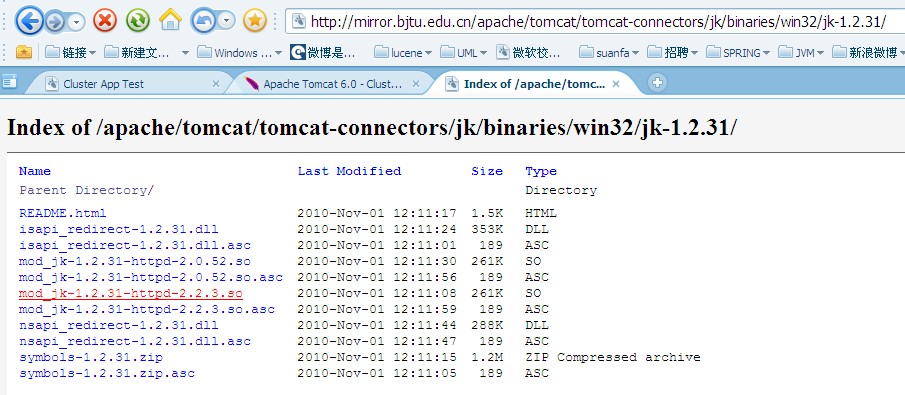 http://mirror.bjtu.edu.cn/apache/tomcat/tomcat-connectors/jk/binaries/win32/jk-1.2.31/
链接 新建文... Windows ... 微博是... lucene UML 微软校... suanfa 招聘 SPRING JVM 新浪微博
Cluster App Test Apache Tomcat 6.0 - Clust... Index of /apache/tomc...
Index of /apache/tomcat/tomcat-connectors/jk/binaries/win32/jk-1.2.31/
Name Last Modified Size Type
Parent Directory/ Directory
README.html 2010-Nov-01 12:11:17 1.5K HTML
isapi_redirect-1.2.31.dll 2010-Nov-01 12:11:24 353K DLL
isapi_redirect-1.2.31.dll.asc 2010-Nov-01 12:11:01 189 ASC
mod_jk-1.2.31-httpd-2.0.52.so 2010-Nov-01 12:11:30 261K SO
mod_jk-1.2.31-httpd-2.0.52.so.asc 2010-Nov-01 12:11:56 189 ASC
mod_jk-1.2.31-httpd-2.2.3.so 2010-Nov-01 12:11:08 261K SO
mod_jk-1.2.31-httpd-2.2.3.so.asc 2010-Nov-01 12:11:59 189 ASC
nsapi_redirect-1.2.31.dll 2010-Nov-01 12:11:44 288K DLL
nsapi_redirect-1.2.31.dll.asc 2010-Nov-01 12:11:47 189 ASC
symbols-1.2.31.zip 2010-Nov-01 12:11:15 1.2M ZIP Compressed archive
symbols-1.2.31.zip.asc 2010-Nov-01 12:11:05 189 ASC